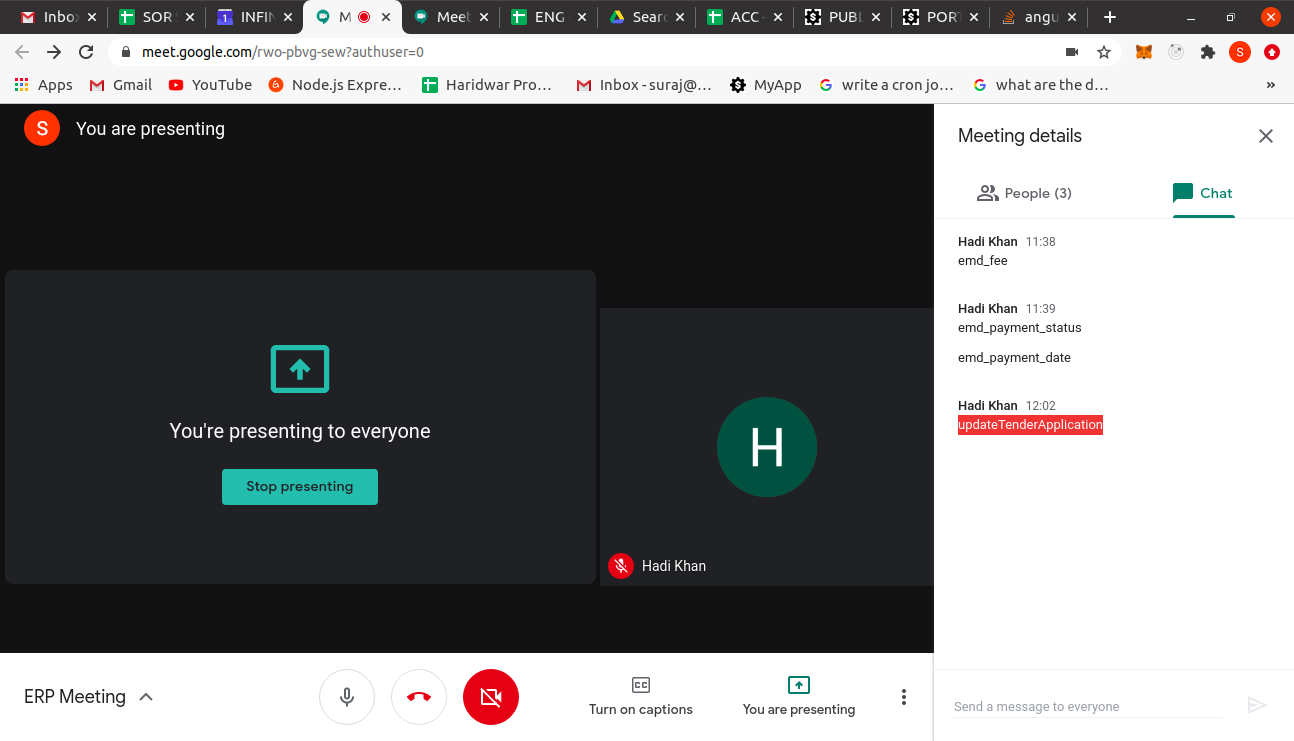 Inbox
SOR
INFIN
M
Meet
ENG
Searc
ACC -
PUBL
PORT
angu
meet.google.com/rwo-pbvg-sew?authuser=0
S
Apps
Gmail
YouTube
Node.js Expre...
Haridwar Pro...
Inbox - suraj@...
MyApp
write a cron jo...
what are the d...
»
S
You are presenting
You're presenting to everyone
Stop presenting
H
Hadi Khan
Meeting details
People (3)
Chat
Hadi Khan 11:38
emd_fee
Hadi Khan 11:39
emd_payment_status
emd_payment_date
Hadi Khan 12:02
updateTenderApplication
ERP Meeting
CC
Turn on captions
You are presenting
Send a message to everyone